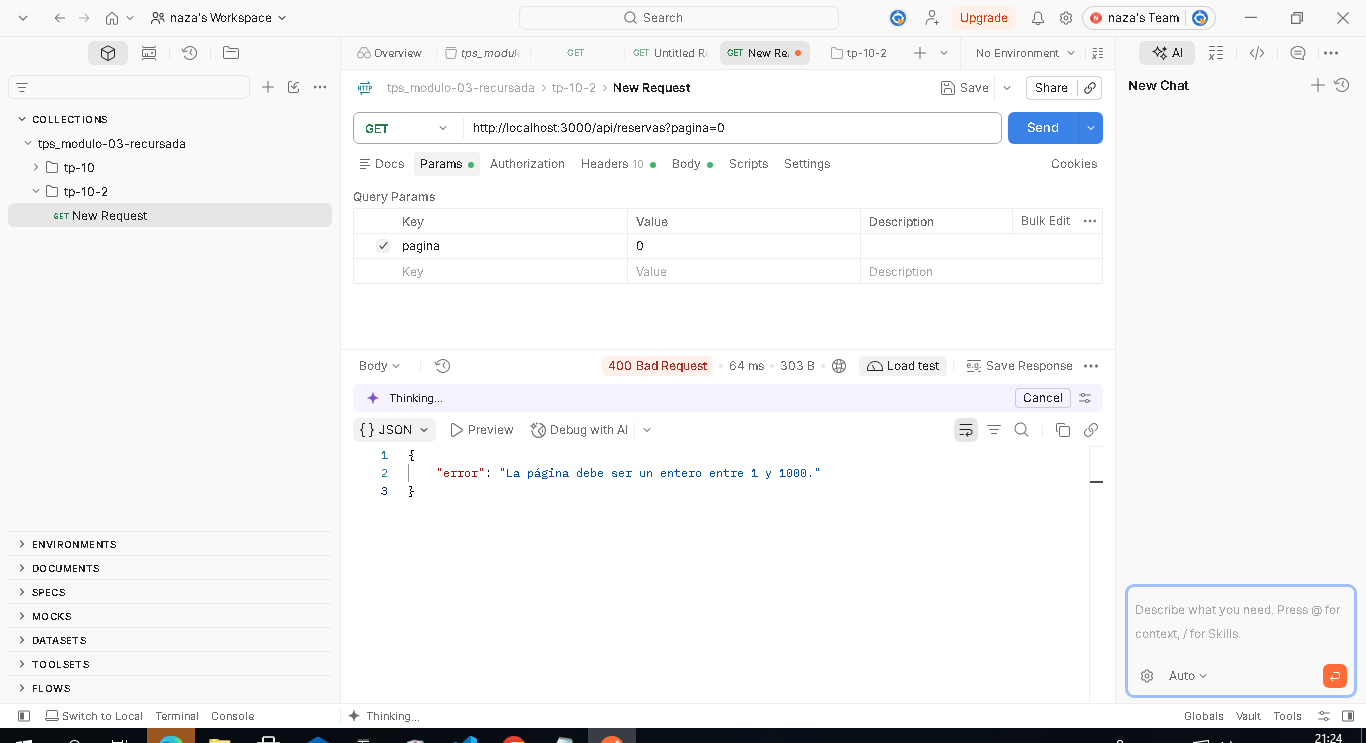 naza's Workspace
Search
Upgrade
naza's Team
Overview
GET
GET Untitled R
GET New Re.
tp-10-2
No Environment
AI
tps_modulo-03-recursada > tp-10-2 > New Request
Save
Share
New Chat
COLLECTIONS
tps_modulo-03-recursada
tp-10
tp-10-2
GET New Request
GET
http://localhost:3000/api/reservas?pagina=0
Send
Docs
Params
Authorization
Headers 10
Body
Scripts
Settings
Cookies
Query Params
Key
Value
Description
Bulk Edit
pagina
0
Key
Value
Description
Body
400 Bad Request
64 ms
303 B
Load test
e.g. Save Response
Thinking...
Cancel
{} JSON
Preview
Debug with AI
1 {
2 "error": "La página debe ser un entero entre 1 y 1000."
3 }
ENVIRONMENTS
DOCUMENTS
SPECS
MOCKS
DATASETS
TOOLSETS
FLOWS
Describe what you need. Press @ for
context, / for Skills.
Auto
Switch to Local
Terminal
Console
Thinking...
Globals
Vault
Tools
21:24